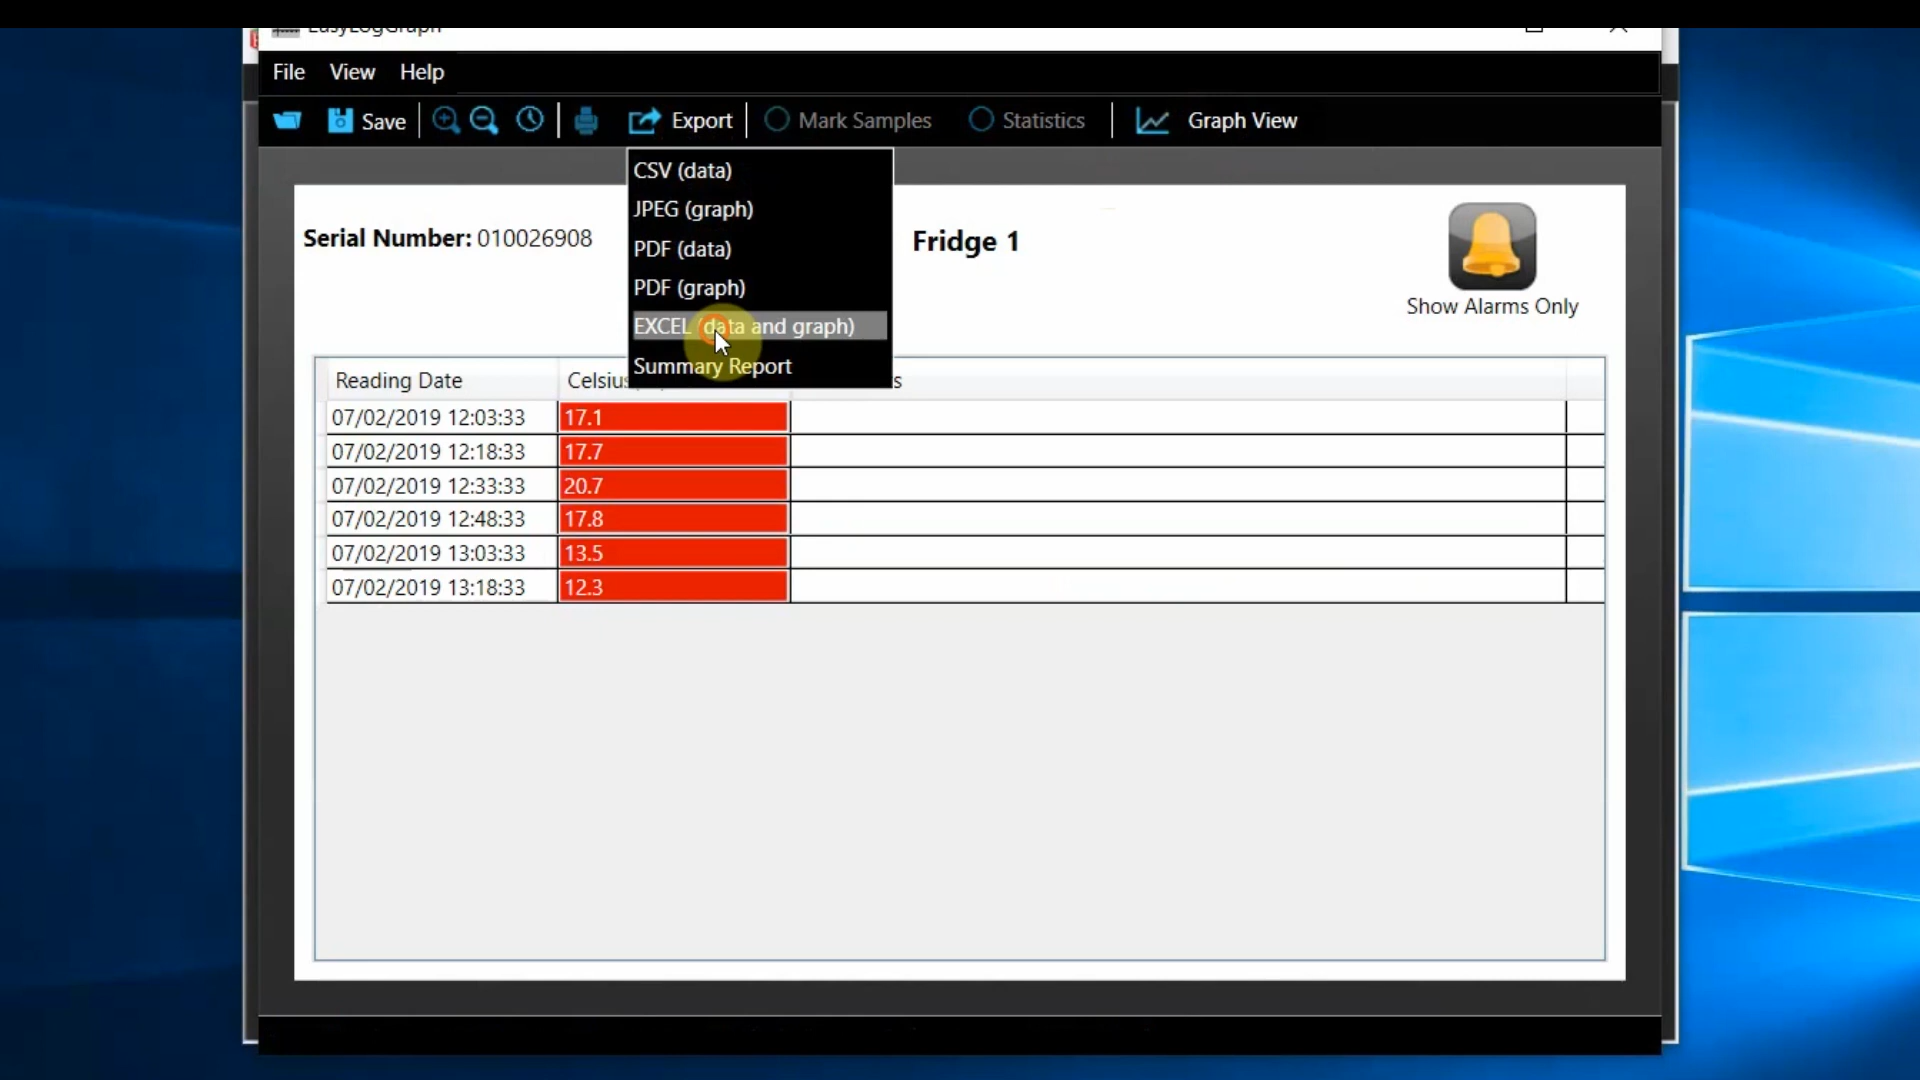 EasyLogGraph
File View Help
Save Export Mark Samples Statistics Graph View
CSV (data)
JPEG (graph)
PDF (data)
PDF (graph)
EXCEL (data and graph)
Summary Report
Serial Number: 010026908
Fridge 1
Show Alarms Only
Reading Date
07/02/2019 12:03:33 17.1
07/02/2019 12:18:33 17.7
07/02/2019 12:33:33 20.7
07/02/2019 12:48:33 17.8
07/02/2019 13:03:33 13.5
07/02/2019 13:18:33 12.3